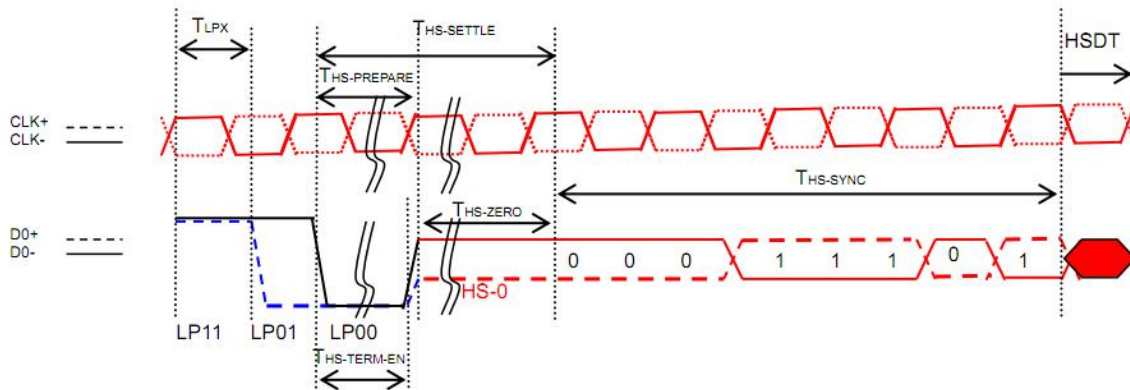 TLPX
THS-SETTLE
HSDT
THS-PREPARE
CLK+
CLK-
THS-SYNC
THS-ZERO
D0+
D0-
0 0 0 1 1 1 0 1
HS-0
LP11 LP01 LP00
THS-TERM-EN